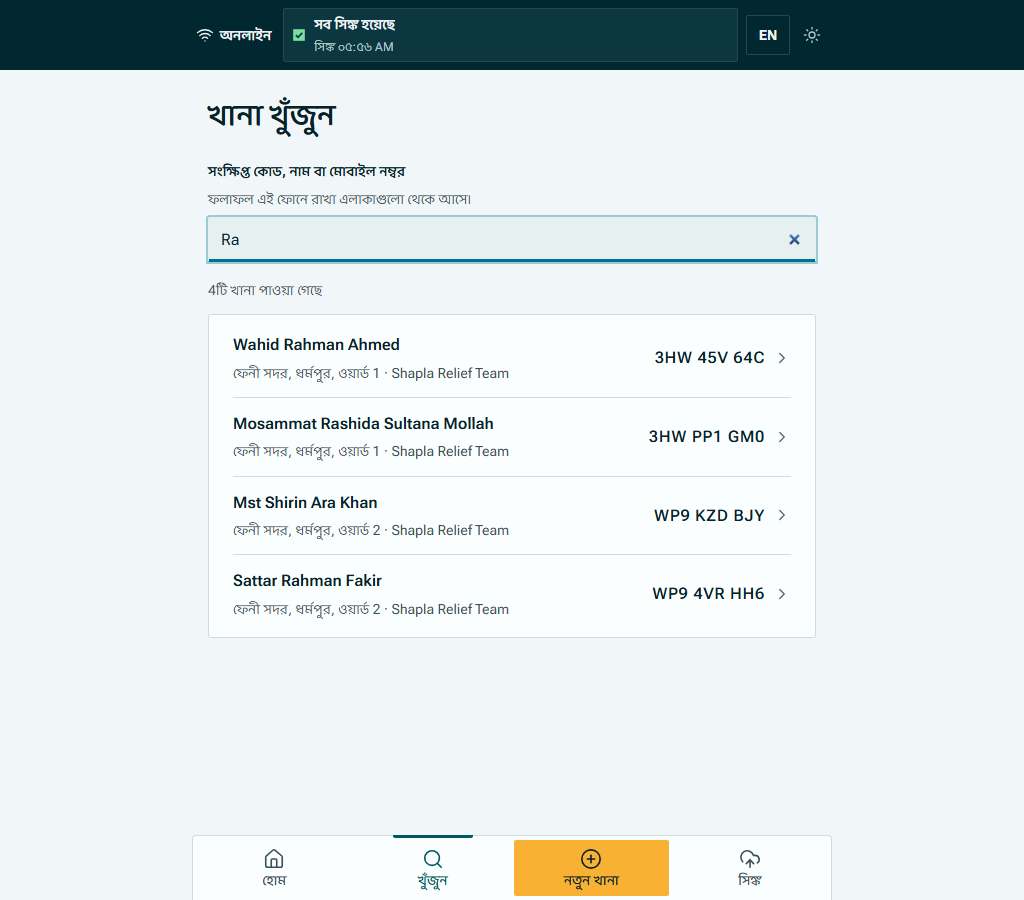 অনলাইন
সব সিঙ্ক হয়েছে
সিঙ্ক ০৫:৫৬ AM
EN
খানা খুঁজুন
সংক্ষিপ্ত কোড, নাম বা মোবাইল নম্বর
ফলাফল এই ফোনে রাখা এলাকাগুলো থেকে আসে।
Ra
4টি খানা পাওয়া গেছে
Wahid Rahman Ahmed
ফেনী সদর, ধর্মপুর, ওয়ার্ড 1 · Shapla Relief Team
3HW 45V 64C
Mosammat Rashida Sultana Mollah
ফেনী সদর, ধর্মপুর, ওয়ার্ড 1 · Shapla Relief Team
3HW PP1 GM0
Mst Shirin Ara Khan
ফেনী সদর, ধর্মপুর, ওয়ার্ড 2 · Shapla Relief Team
WP9 KZD BJY
Sattar Rahman Fakir
ফেনী সদর, ধর্মপুর, ওয়ার্ড 2 · Shapla Relief Team
WP9 4VR HH6
হোম
খুঁজুন
নতুন খানা
সিঙ্ক